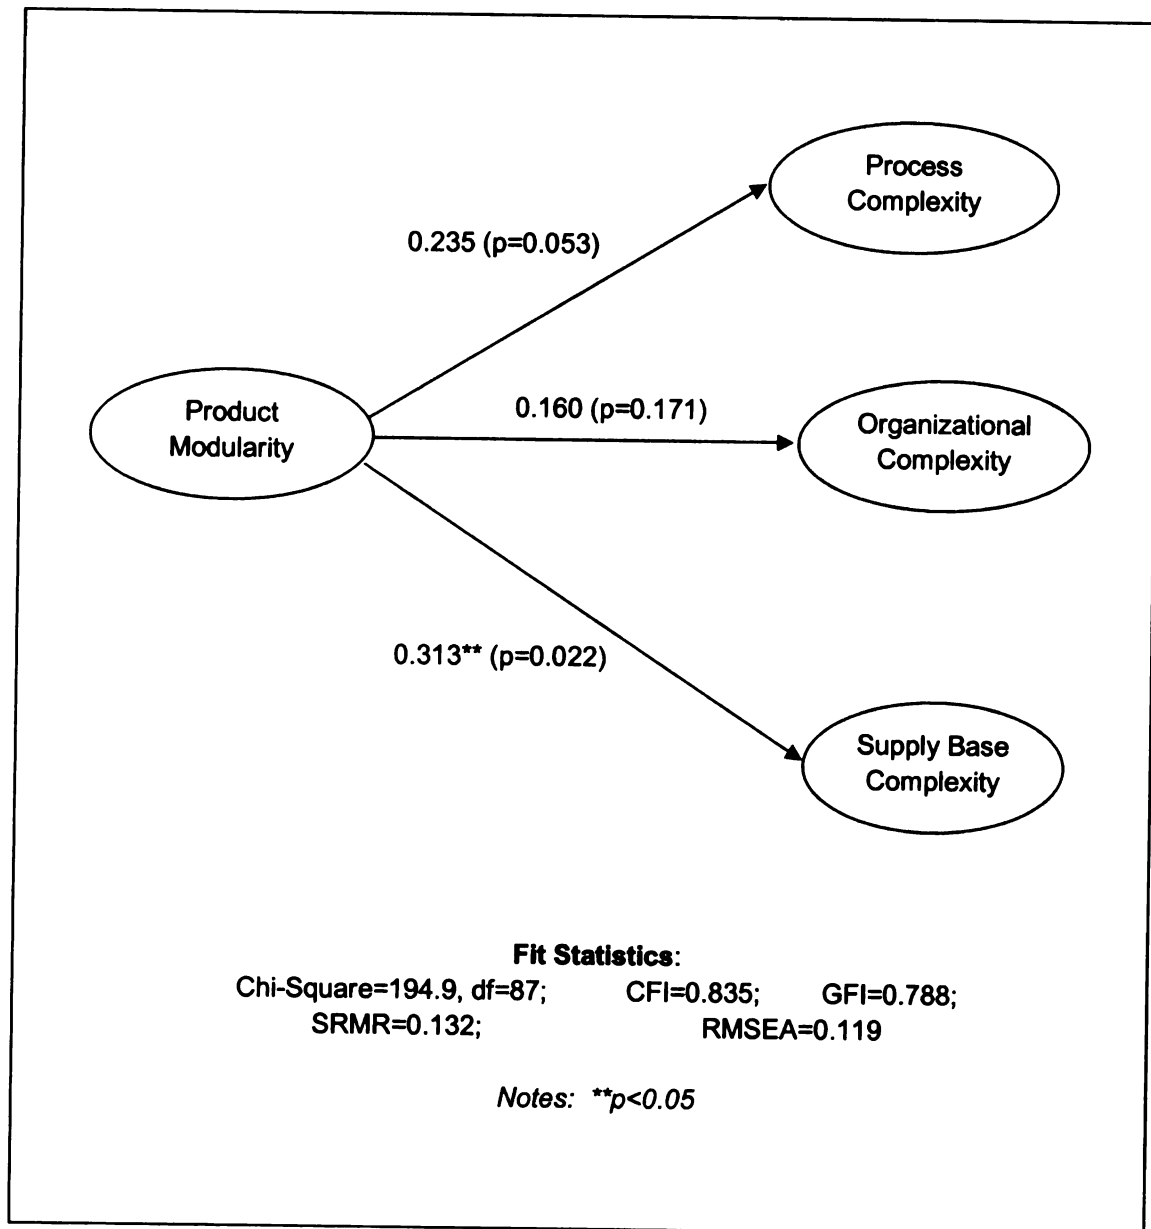 Process
Complexity
0.235 (p=0.053)
Product
Modularity
0.160 (p=0.171)
Organizational
Complexity
0.313** (p=0.022)
Supply Base
Complexity
Fit Statistics:
Chi-Square=194.9, df=87; CFI=0.835; GFI=0.788;
SRMR=0.132; RMSEA=0.119
Notes: **p<0.05